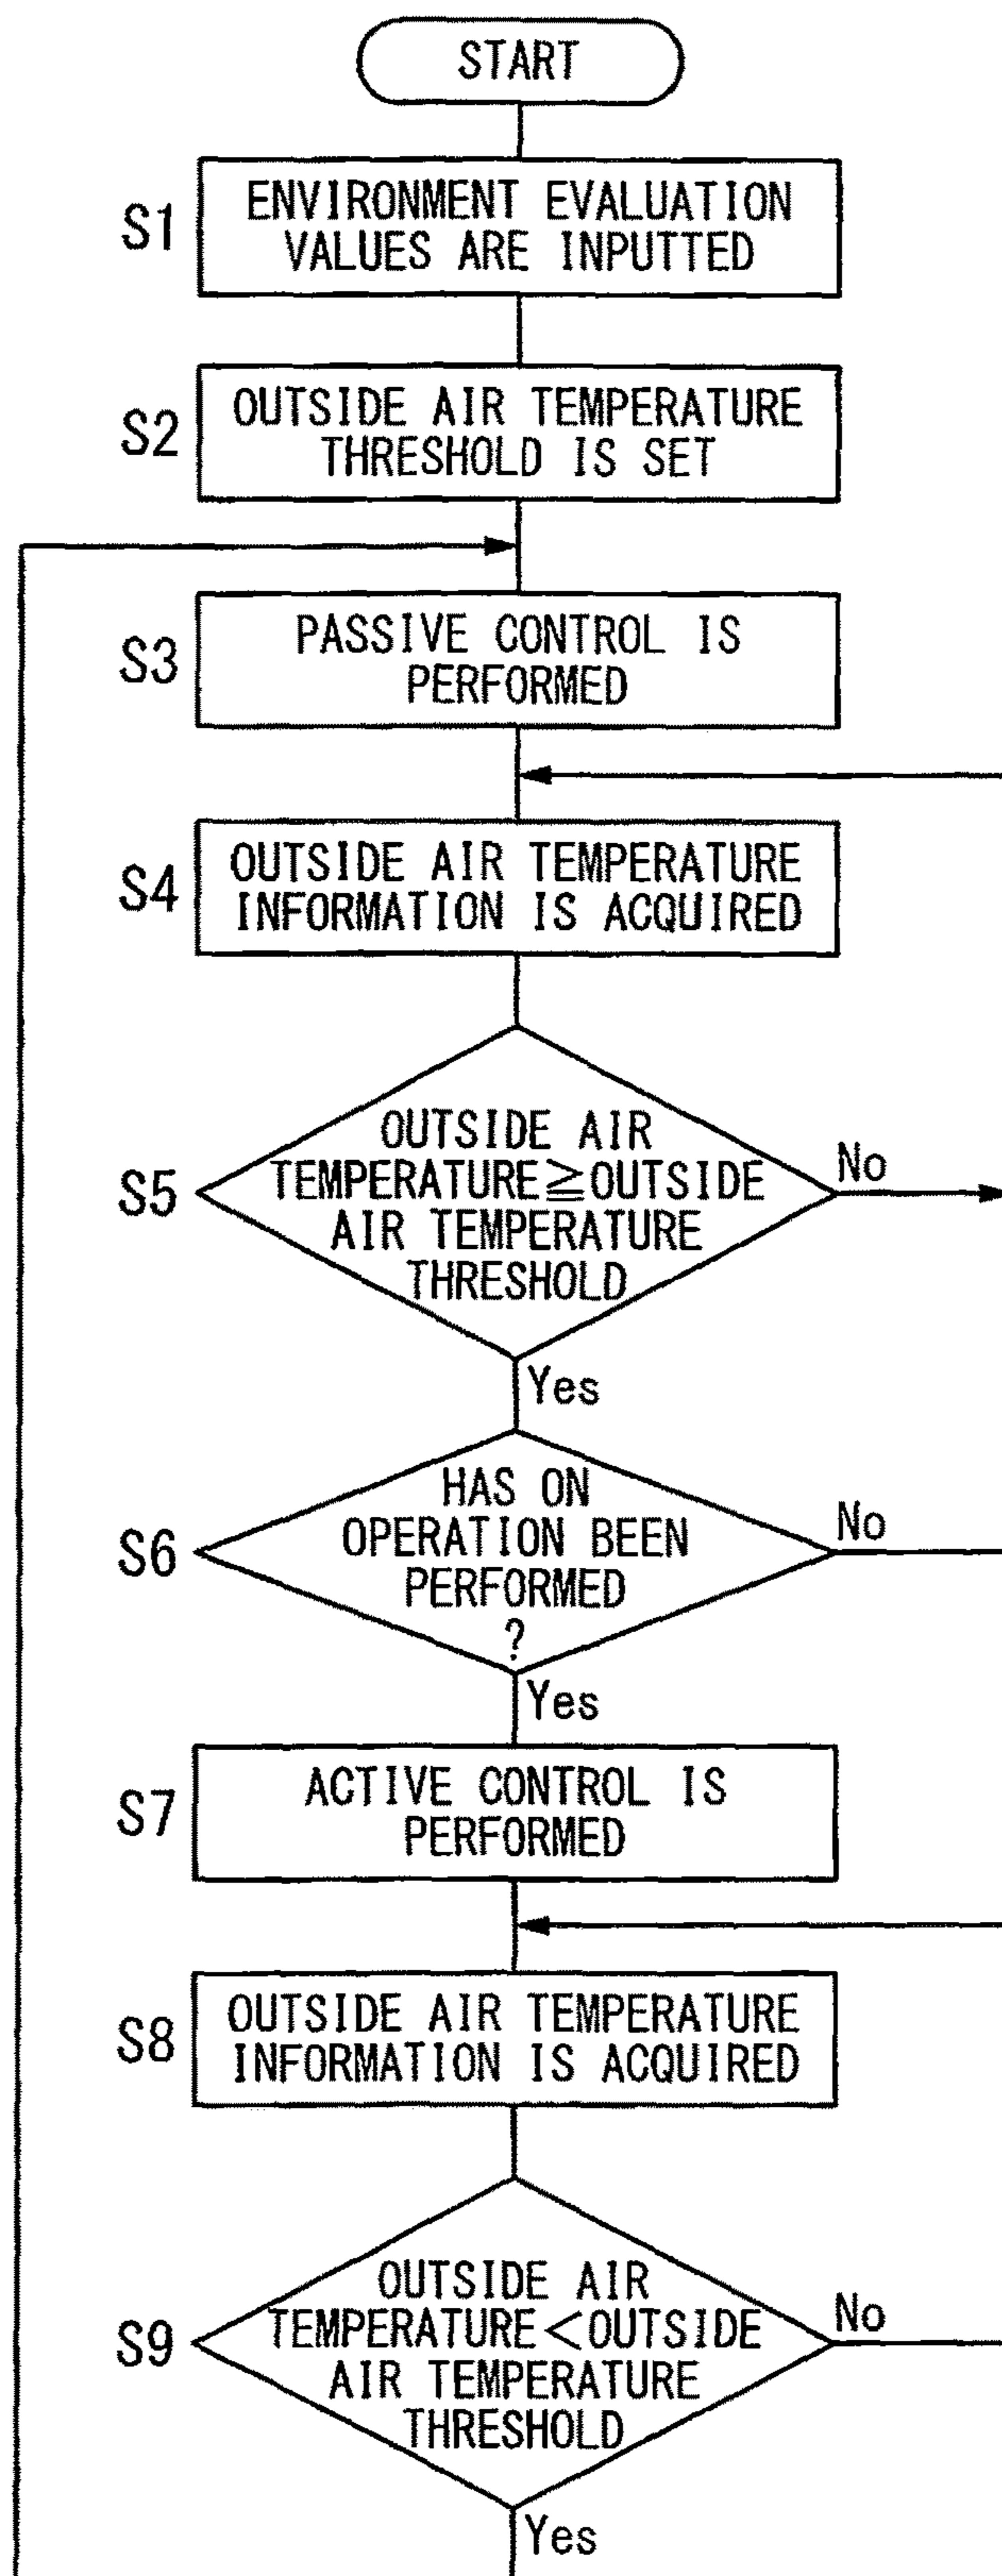 START
S1
ENVIRONMENT EVALUATION
VALUES ARE INPUTTED
S2
OUTSIDE AIR TEMPERATURE
THRESHOLD IS SET
S3
PASSIVE CONTROL IS
PERFORMED
S4
OUTSIDE AIR TEMPERATURE
INFORMATION IS ACQUIRED
S5
OUTSIDE AIR
TEMPERATURE≧OUTSIDE
AIR TEMPERATURE
THRESHOLD
No
Yes
S6
HAS ON
OPERATION BEEN
PERFORMED
?
No
Yes
S7
ACTIVE CONTROL IS
PERFORMED
S8
OUTSIDE AIR TEMPERATURE
INFORMATION IS ACQUIRED
S9
OUTSIDE AIR
TEMPERATURE<OUTSIDE
AIR TEMPERATURE
THRESHOLD
No
Yes